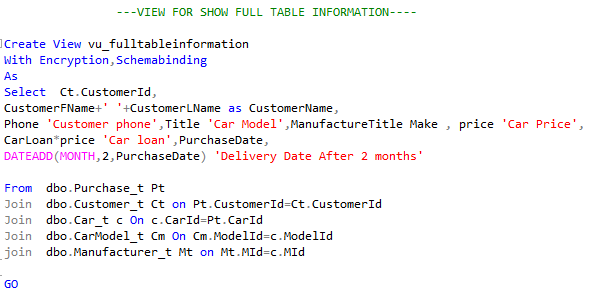 ---VIEW FOR SHOW FULL TABLE INFORMATION----
Create View vu_fulltableinformation
With Encryption,Schemabinding
As
Select  Ct.CustomerId,
CustomerFName+' '+CustomerLName as CustomerName,
Phone 'Customer phone',Title 'Car Model',ManufactureTitle Make , price 'Car Price',
CarLoan*price 'Car loan',PurchaseDate,
DATEADD(MONTH,2,PurchaseDate) 'Delivery Date After 2 months'
From  dbo.Purchase_t Pt
Join  dbo.Customer_t Ct on Pt.CustomerId=Ct.CustomerId
Join  dbo.Car_t c On c.CarId=Pt.CarId
Join  dbo.CarModel_t Cm On Cm.ModelId=c.ModelId
join  dbo.Manufacturer_t Mt on Mt.MId=c.MId
GO